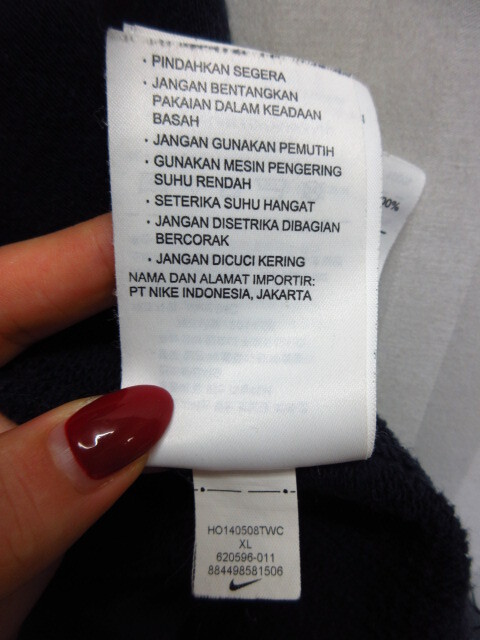 · PINDAHKAN SEGERA
· JANGAN BENTANGKAN
PAKAIAN DALAM KEADAAN
BASAH
· JANGAN GUNAKAN PEMUTIH
· GUNAKAN MESIN PENGERING
SUHU RENDAH
· SETERIKA SUHU HANGAT
· JANGAN DISETRIKA DIBAGIAN
BERCORAK
· JANGAN DICUCI KERING
NAMA DAN ALAMAT IMPORTIR:
PT NIKE INDONESIA, JAKARTA
HO140508TWC
XL
620596-011
884498581506